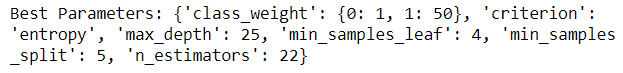 Best Parameters: {'class_weight': {0: 1, 1: 50}, 'criterion':
'entropy', 'max_depth': 25, 'min_samples_leaf': 4, 'min_samples
_split': 5, 'n_estimators': 22}